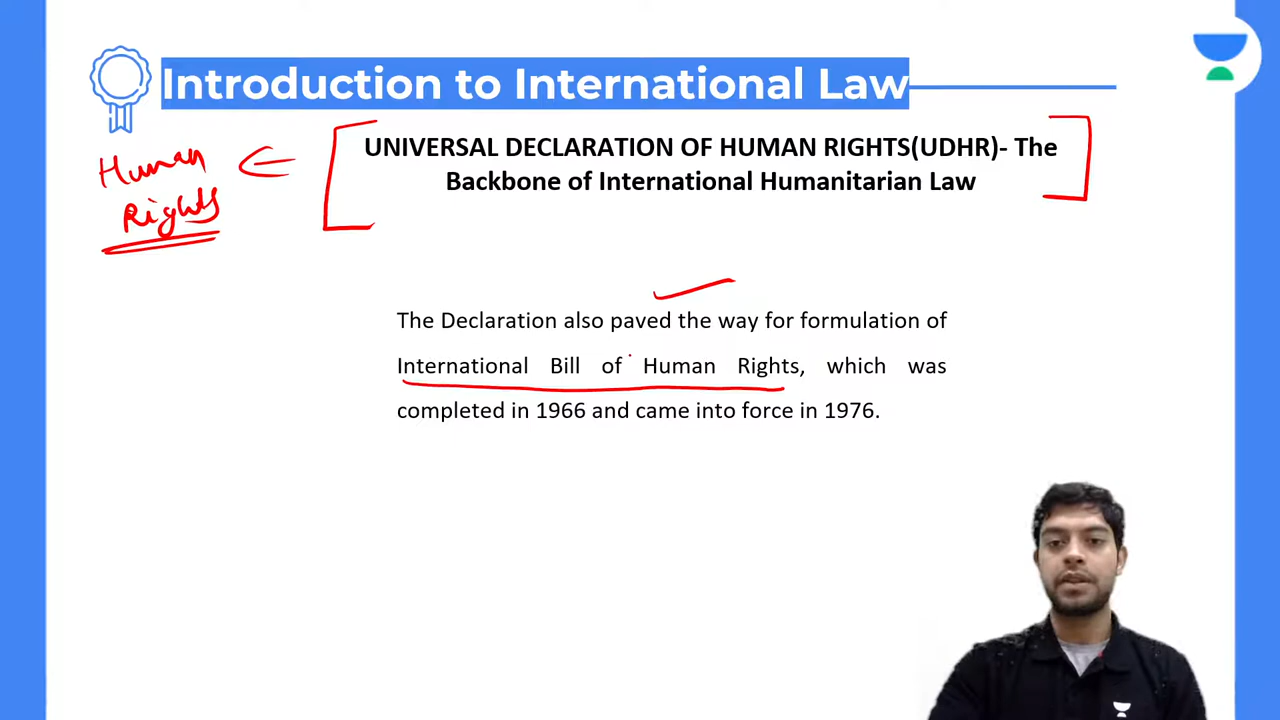 Introduction to International Law
UNIVERSAL DECLARATION OF HUMAN RIGHTS(UDHR)- The
Backbone of International Humanitarian Law
Human
Rights
The Declaration also paved the way for formulation of
International Bill of Human Rights, which was
completed in 1966 and came into force in 1976.